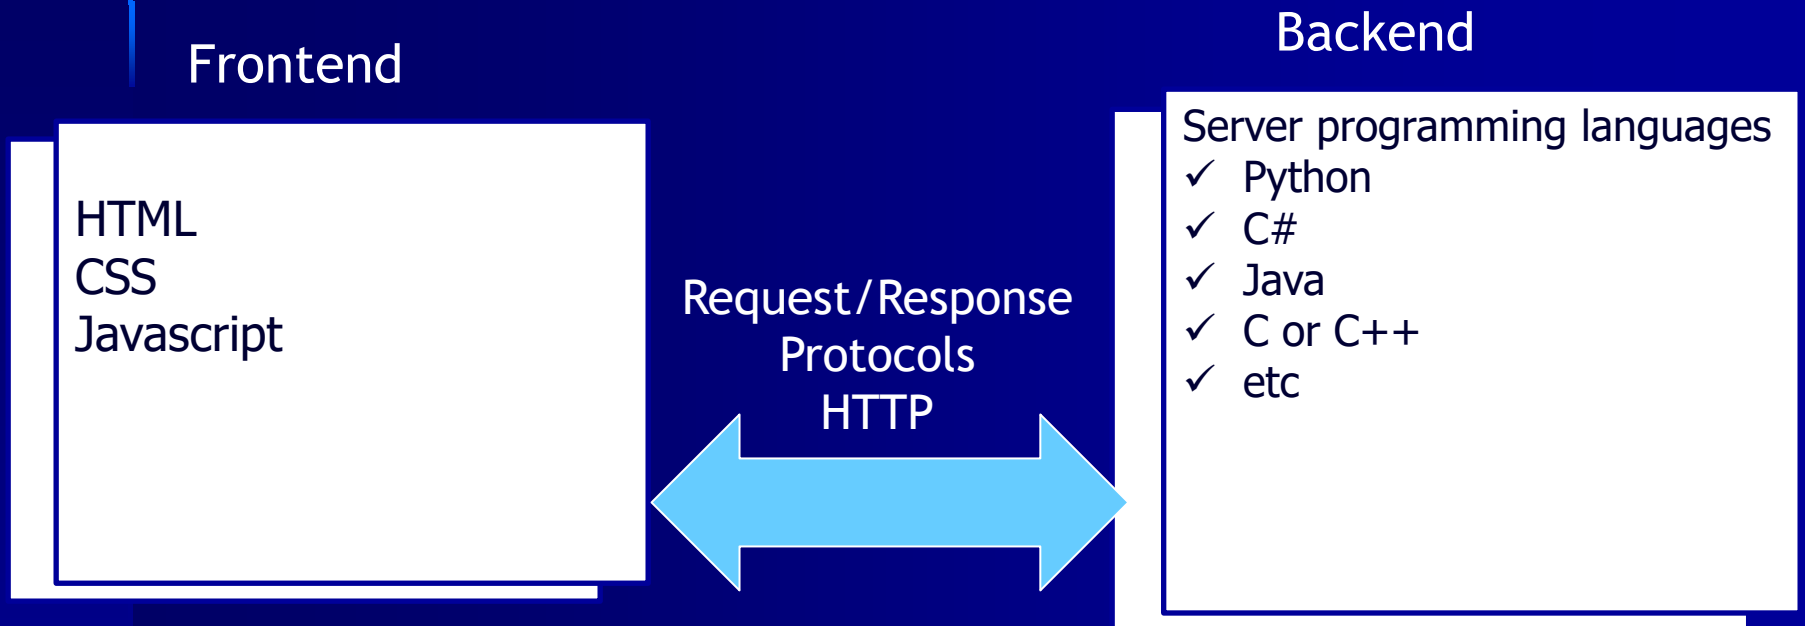 Frontend
HTML
CSS
Javascript
Request/Response
Protocols
HTTP
Backend
Server programming languages
✓ Python
✓ C#
✓ Java
✓ C or C++
✓ etc